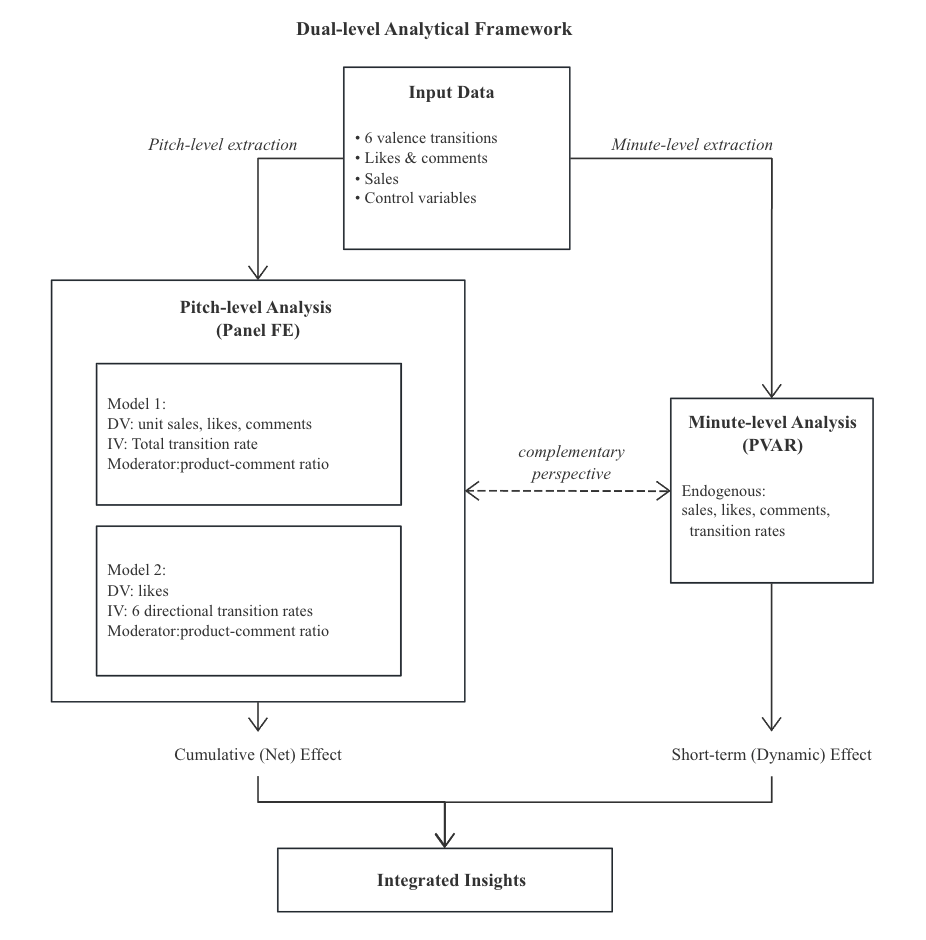 Dual-level Analytical Framework
Input Data
• 6 valence transitions
• Likes & comments
• Sales
• Control variables
Pitch-level extraction
Minute-level extraction
Pitch-level Analysis
(Panel FE)
Model 1:
DV: unit sales, likes, comments
IV: Total transition rate
Moderator:product-comment ratio
Model 2:
DV: likes
IV: 6 directional transition rates
Moderator:product-comment ratio
complementary
perspective
Minute-level Analysis
(PVAR)
Endogenous:
sales, likes, comments,
transition rates
Cumulative (Net) Effect
Short-term (Dynamic) Effect
Integrated Insights